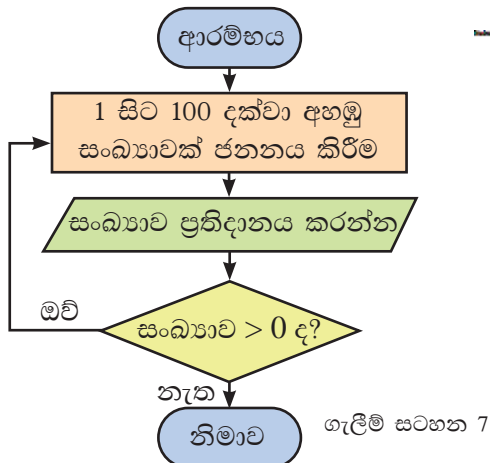 ආරම්භය
1 සිට 100 දක්වා අහඹු
සංඛ්‍යාවක් ජනනය කිරීම
සංඛ්‍යාව ප්‍රතිදානය කරන්න
ඔව්
සංඛ්‍යාව > 0 ද?
නැත
නිමාව
ගැලීම් සටහන 7